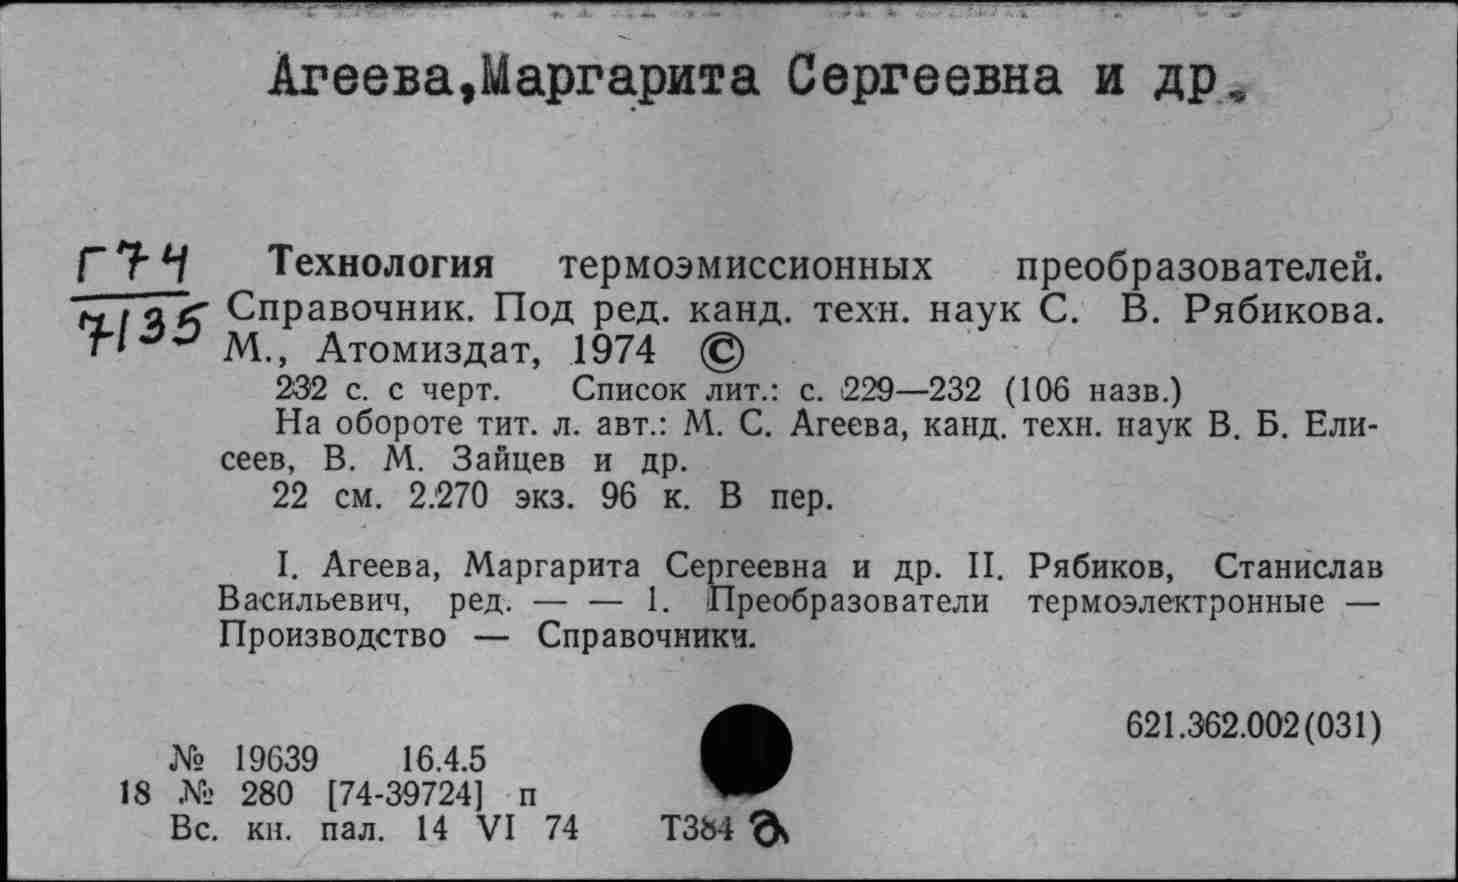 Агеева,Маргарита Сергеевна и др.
Г74
7-135
Технология термоэмиссионных преобразователей.
Справочник. Под ред. канд. техн. наук С. В. Рябикова.
М., Атомиздат, 1974 ©
232 с. с черт. Список лит.: с. 229—232 (106 назв.)
На обороте тит. л. авт.: М. С. Агеева, канд. техн. наук В. Б. Ели-
сеев, В. М. Зайцев и др.
22 см. 2.270 экз. 96 к. В пер.
I. Агеева, Маргарита Сергеевна и др. II. Рябиков, Станислав
Васильевич, ред. — — 1. Преобразователи термоэлектронные —
Производство — Справочники.
621.362.002(031)
№ 19639 16.4.5
18 № 280 [74-39724] п
Вс. кн. пал. 14 VI 74 Т384